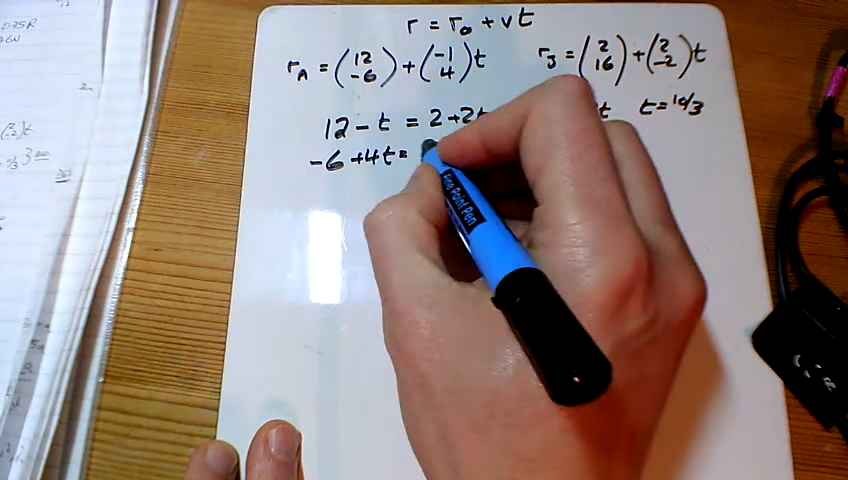 r = r₀ + vt
r_A = (12 -6) + (-1 4)t
r_B = (2 16) + (2 -2)t
12 - t = 2 + 2t
t = 10/3
-6 + 4t =
Fine Point Pen